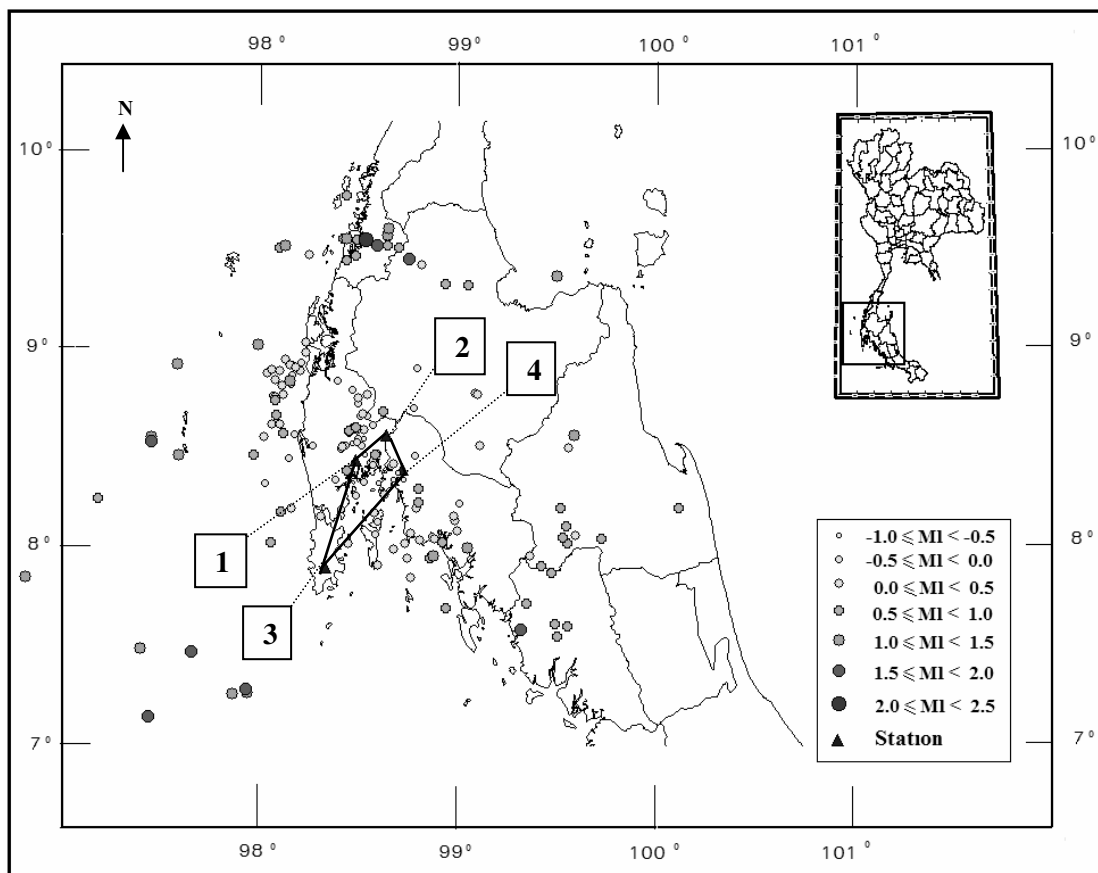 98° 99° 100° 101°
N
10° 10°
9° 9°
2 4
8° 8°
1
3
7° 7°
-1.0 ⩽ Ml < -0.5
-0.5 ⩽ Ml < 0.0
0.0 ⩽ Ml < 0.5
0.5 ⩽ Ml < 1.0
1.0 ⩽ Ml < 1.5
1.5 ⩽ Ml < 2.0
2.0 ⩽ Ml < 2.5
Station
98° 99° 100° 101°